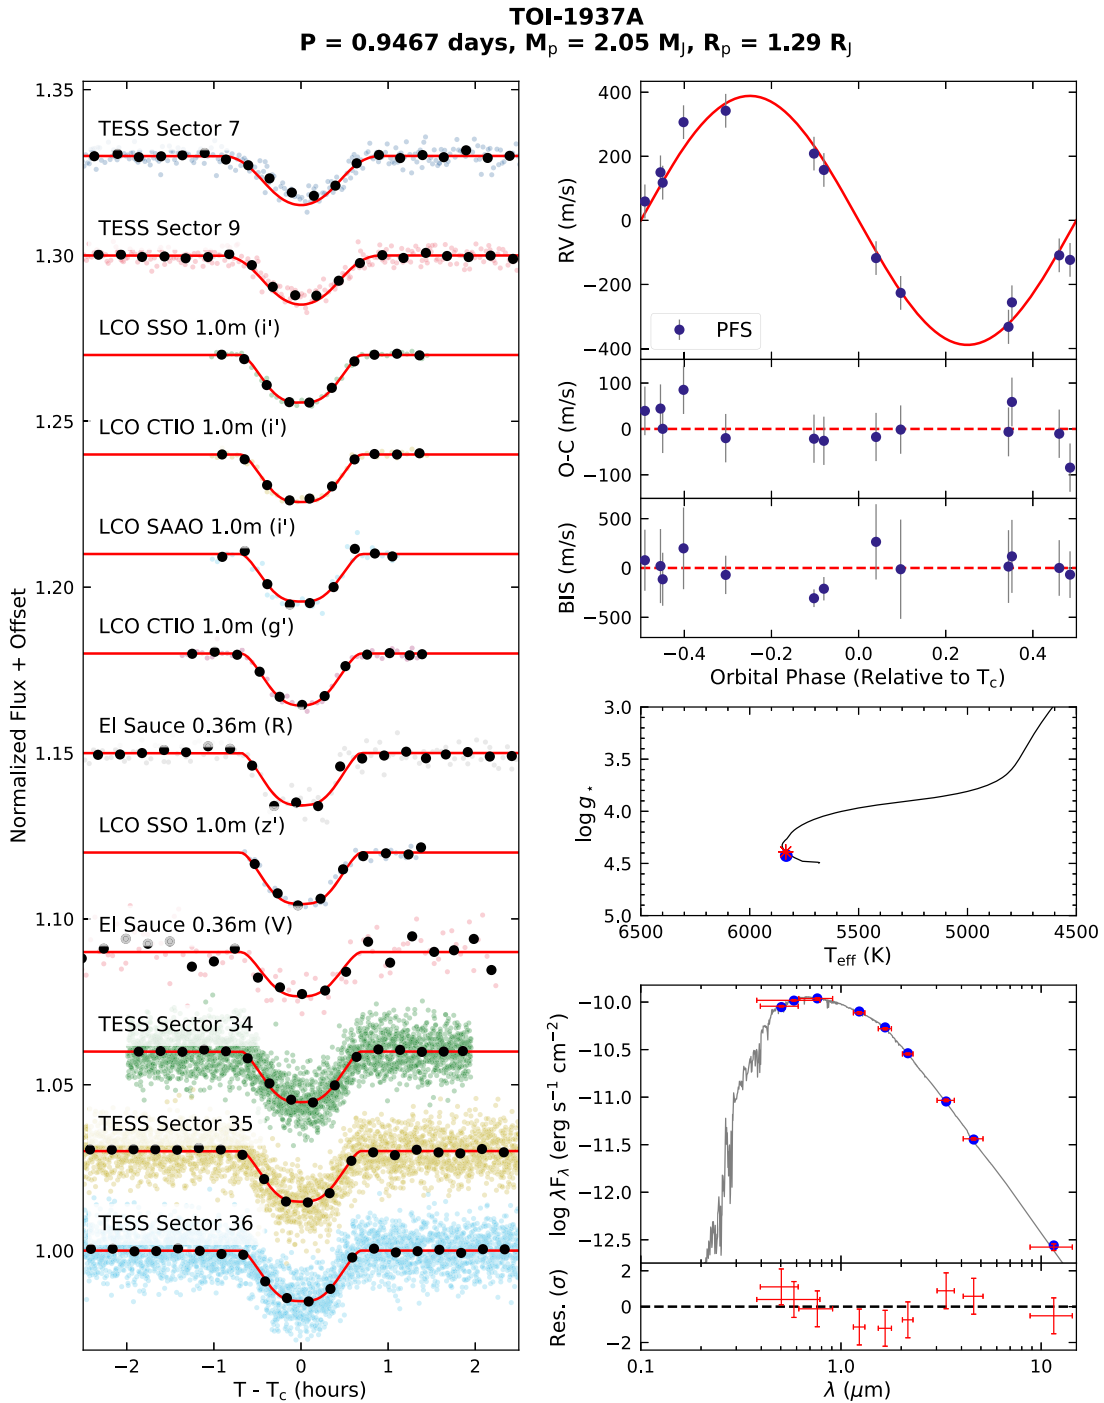 TOI-1937A
P = 0.9467 days, Mp = 2.05 MJ, Rp = 1.29 RJ
Normalized Flux + Offset
1.35
1.30
1.25
1.20
1.15
1.10
1.05
1.00
TESS Sector 7
TESS Sector 9
LCO SSO 1.0m (i')
LCO CTIO 1.0m (i')
LCO SAAO 1.0m (i')
LCO CTIO 1.0m (g')
El Sauce 0.36m (R)
LCO SSO 1.0m (z')
El Sauce 0.36m (V)
TESS Sector 34
TESS Sector 35
TESS Sector 36
−2 −1 0 1 2
T - Tc (hours)
RV (m/s)
400
200
0
−200
−400
PFS
O-C (m/s)
100
0
−100
BIS (m/s)
500
0
−500
−0.4 −0.2 0.0 0.2 0.4
Orbital Phase (Relative to Tc)
log g⋆
3.0
3.5
4.0
4.5
5.0
6500 6000 5500 5000 4500
Teff (K)
log λFλ (erg s−1 cm−2)
−10.0
−10.5
−11.0
−11.5
−12.0
−12.5
Res. (σ)
2
0
−2
0.1 1.0 10
λ (μm)